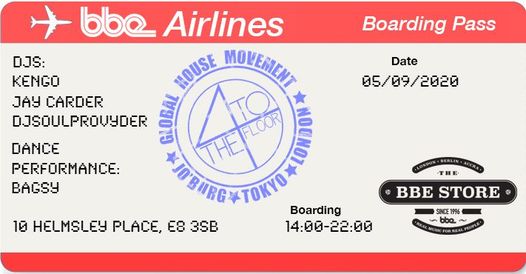 bbe Airlines
Boarding Pass
DJS:
KENGO
JAY CARDER
DJSOULPROVYDER
DANCE
PERFORMANCE:
BAGSY
10 HELMSLEY PLACE, E8 3SB
GLOBAL HOUSE MOVEMENT
LONDON ★ TOKYO ★ JO'BURG
4 TO
THE FLOOR
Date
05/09/2020
Boarding
14:00-22:00
LONDON • BERLIN • ACCRA
• THE •
BBE STORE
SINCE 1996
bbe
REAL MUSIC FOR REAL PEOPLE